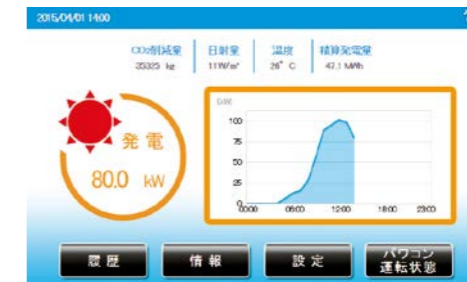 2015/04/01 14:00
CO2削減量 日射量 温度 積算発電量
35325 kg 11W/m² 26°C 47.1 MWh
発電
80.0 kW
[kW]
100
75
50
25
0
00:00 06:00 12:00 18:00 23:00
履歴 情報 設定 パワコン
運転状態